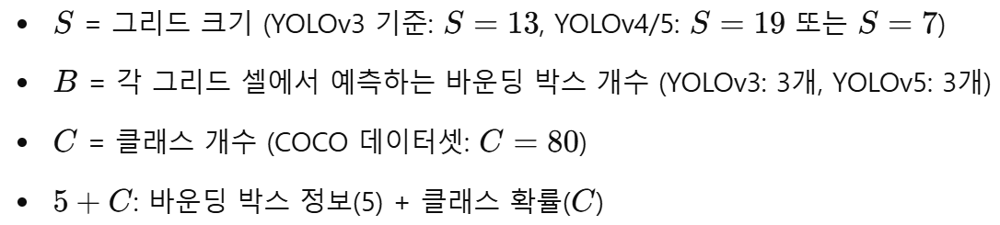 • S = 그리드 크기 (YOLOv3 기준: S = 13, YOLOv4/5: S = 19 또는 S = 7)
• B = 각 그리드 셀에서 예측하는 바운딩 박스 개수 (YOLOv3: 3개, YOLOv5: 3개)
• C = 클래스 개수 (COCO 데이터셋: C = 80)
• 5 + C: 바운딩 박스 정보(5) + 클래스 확률(C)